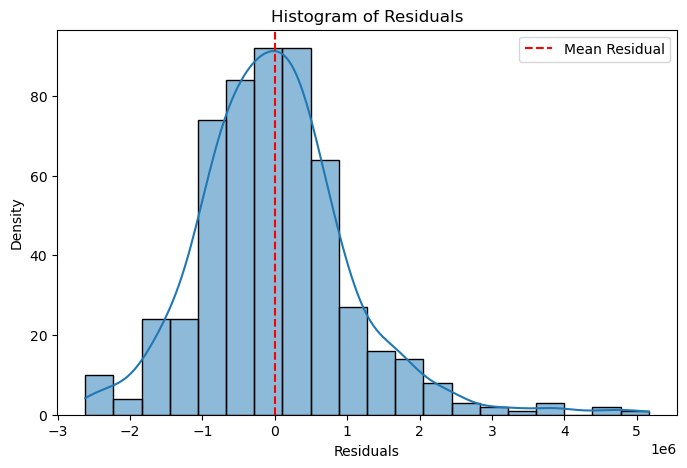 Histogram of Residuals
Mean Residual
Density
80
60
40
20
0
−3 −2 −1 0 1 2 3 4 5
1e6
Residuals